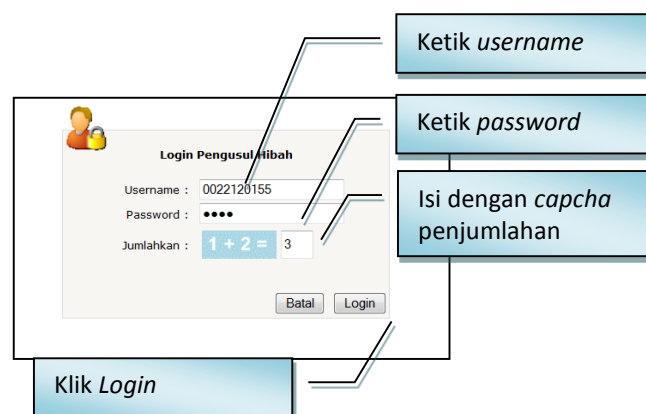 Ketik username
Ketik password
Login Pengusul Hibah
Username : 0022120155
Password : ●●●●
Isi dengan capcha
penjumlahan
Jumlahkan : 1 + 2 = 3
Batal Login
Klik Login